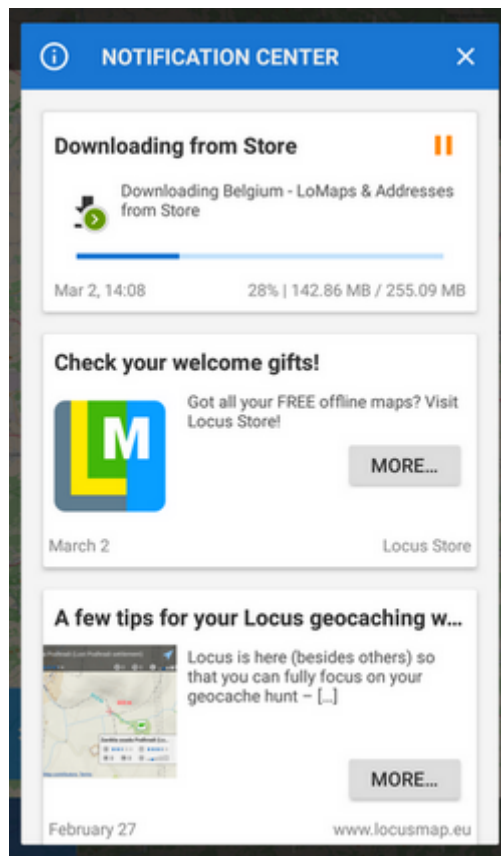 NOTIFICATION CENTER
Downloading from Store
Downloading Belgium - LoMaps & Addresses
from Store
Mar 2, 14:08
28% | 142.86 MB / 255.09 MB
Check your welcome gifts!
M
Got all your FREE offline maps? Visit
Locus Store!
MORE...
March 2
Locus Store
A few tips for your Locus geocaching w...
Locus is here (besides others) so
that you can fully focus on your
geocache hunt – [...]
MORE...
February 27
www.locusmap.eu